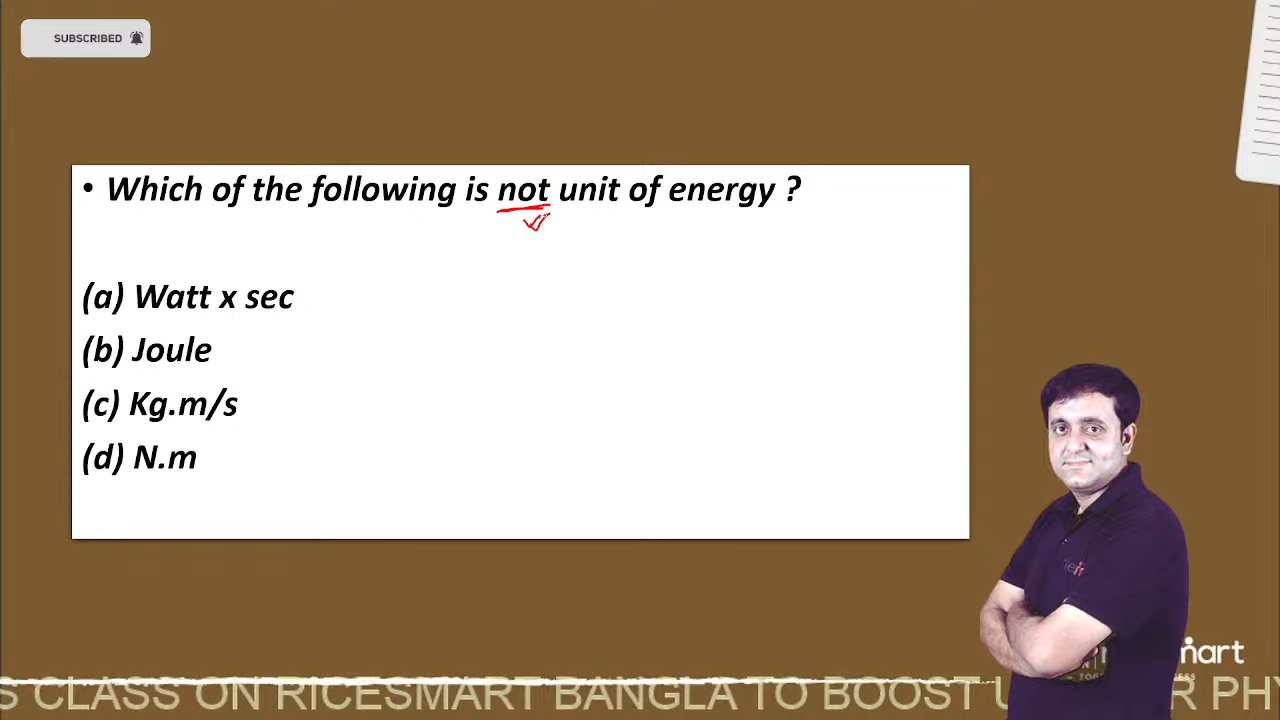 SUBSCRIBED
• Which of the following is not unit of energy ?
(a) Watt x sec
(b) Joule
(c) Kg.m/s
(d) N.m
S CLASS ON RICESMART BANGLA TO BOOST